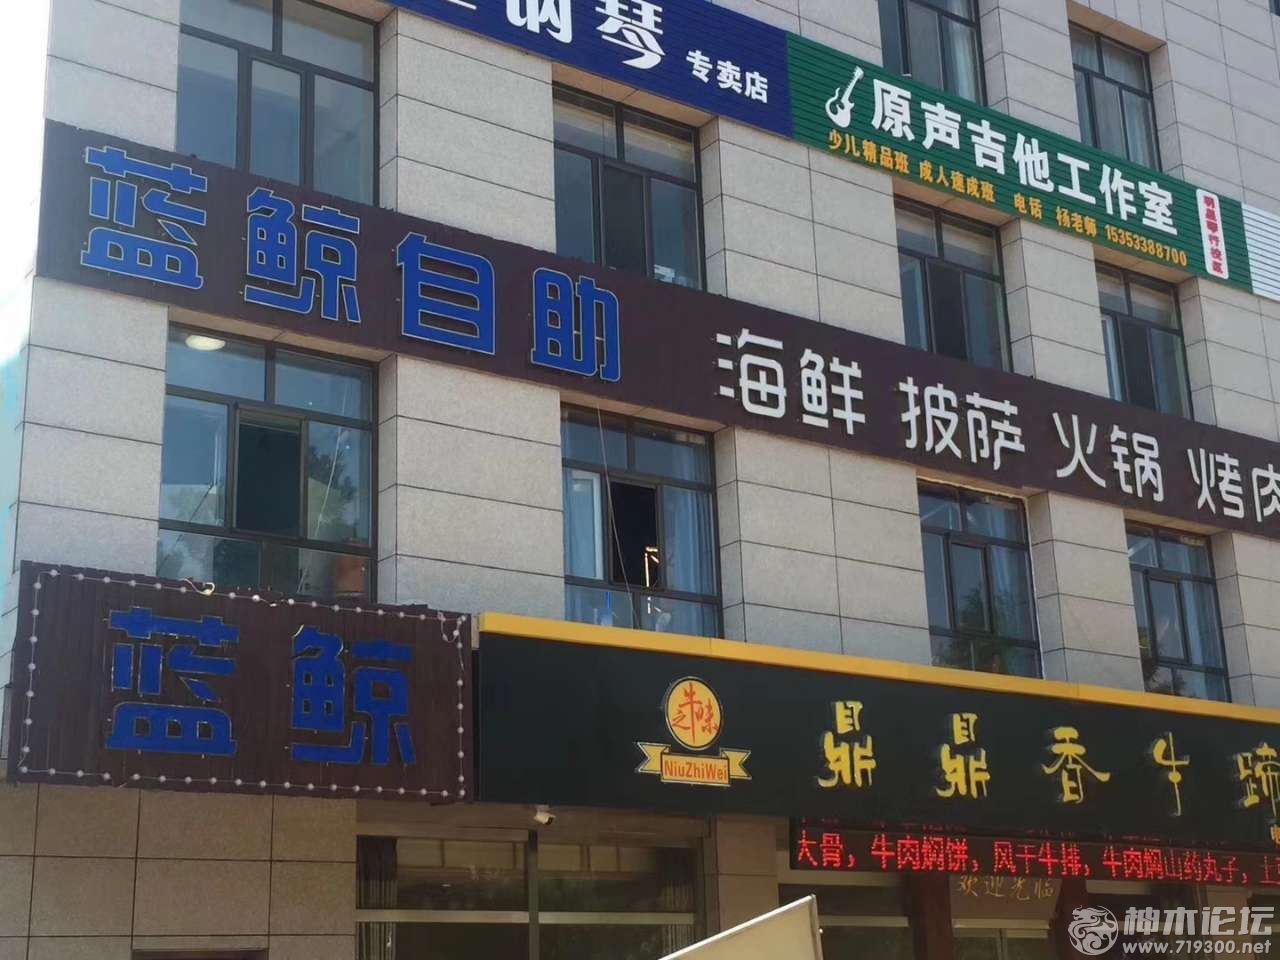 钢琴 专卖店
原声吉他工作室
少儿精品班 成人速成班 电话 杨老师 15353388700
蓝鲸自助 海鲜 披萨 火锅 烤肉
蓝鲸
牛之味
NiuZhiWei
鼎鼎香牛蹄
大骨，牛肉焖饼，风干牛排，牛肉焖山药丸子，土
欢迎光临
神木论坛
www.719300.net